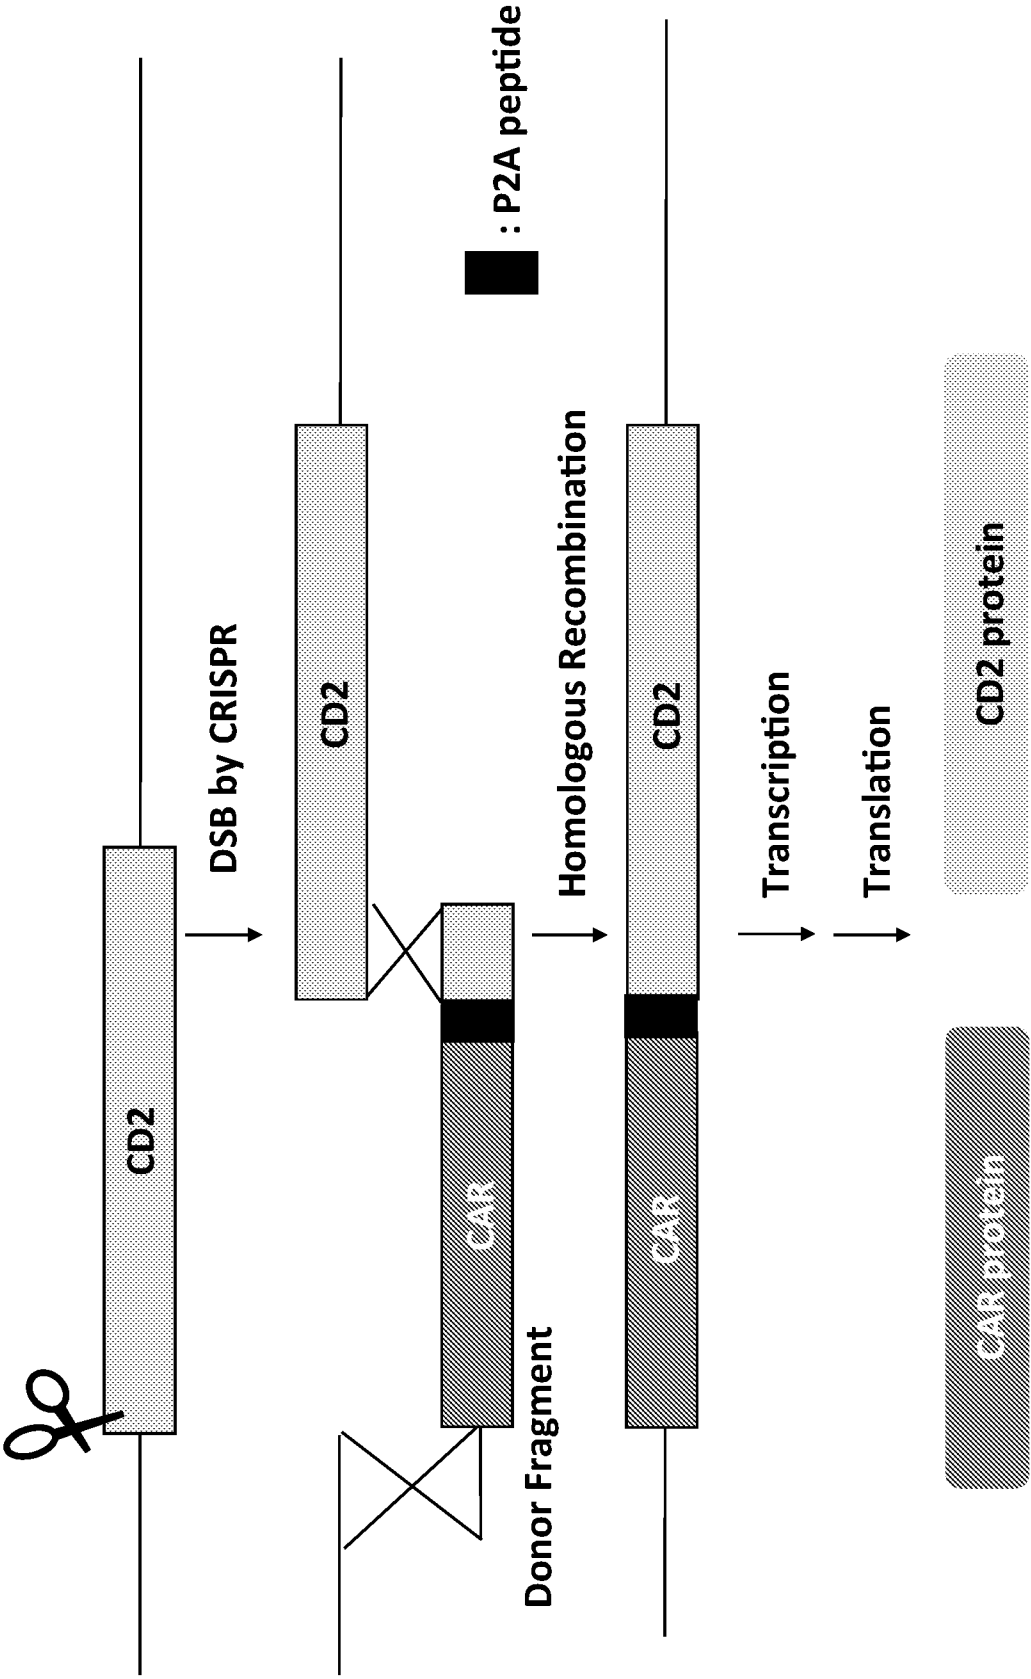 CD2
DSB by CRISPR
CD2
CAR
: P2A peptide
Donor Fragment
Homologous Recombination
CAR
CD2
Transcription
Translation
CAR protein
CD2 protein